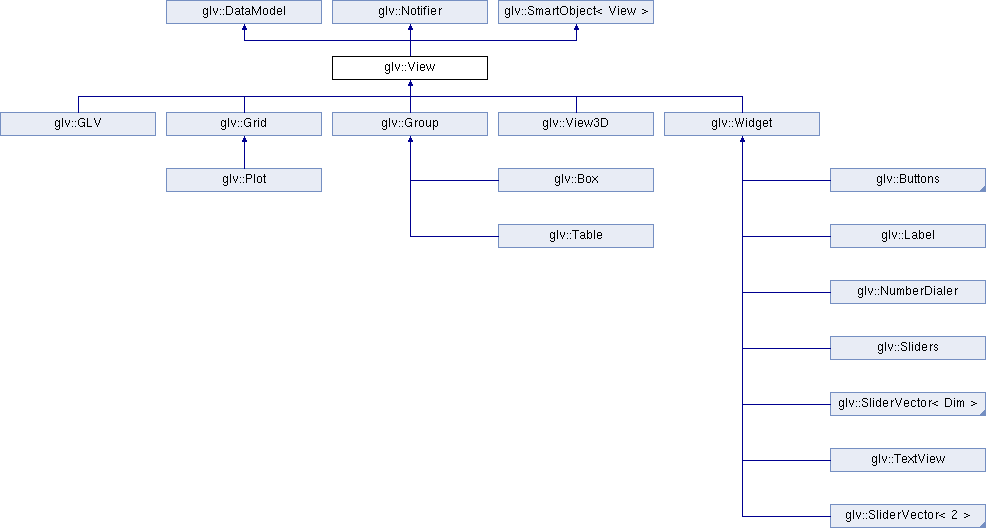 glv::DataModel
glv::Notifier
glv::SmartObject< View >
glv::View
glv::GLV
glv::Grid
glv::Group
glv::View3D
glv::Widget
glv::Plot
glv::Box
glv::Buttons
glv::Table
glv::Label
glv::NumberDialer
glv::Sliders
glv::SliderVector< Dim >
glv::TextView
glv::SliderVector< 2 >